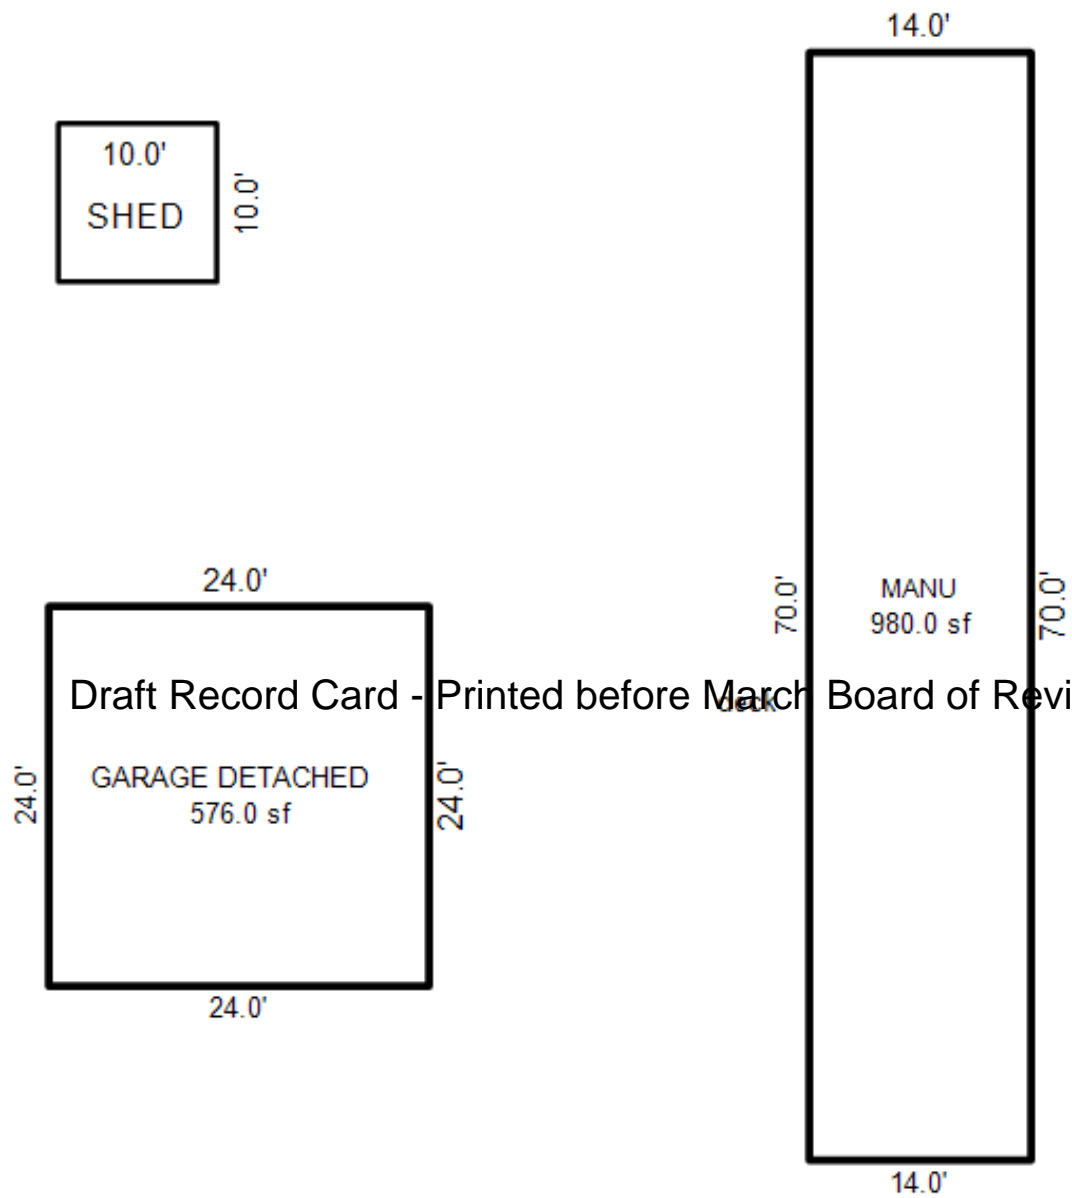 14.0'
10.0'
10.0'
SHED
24.0'
70.0'
MANU
980.0 sf
70.0'
Draft Record Card - Printed before March Board of Revi
deck
24.0'
GARAGE DETACHED
576.0 sf
24.0'
24.0'
14.0'